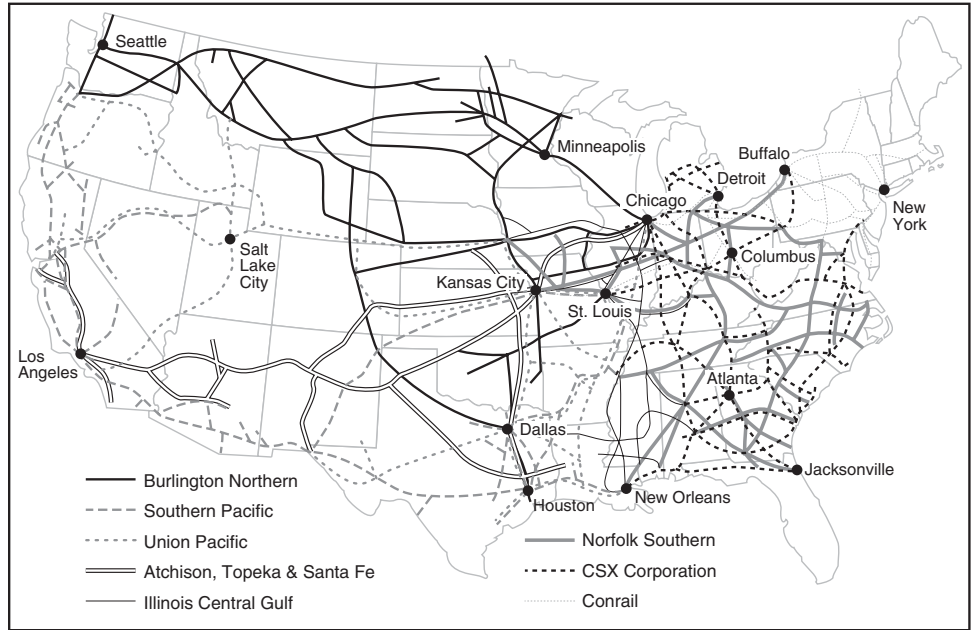 Seattle
Minneapolis
Buffalo
Detroit
Chicago
New
York
Salt
Lake
City
Columbus
Kansas City
St. Louis
Los
Angeles
Atlanta
Dallas
Jacksonville
New Orleans
Houston
Burlington Northern
Southern Pacific
Union Pacific
Atchison, Topeka & Santa Fe
Illinois Central Gulf
Norfolk Southern
CSX Corporation
Conrail